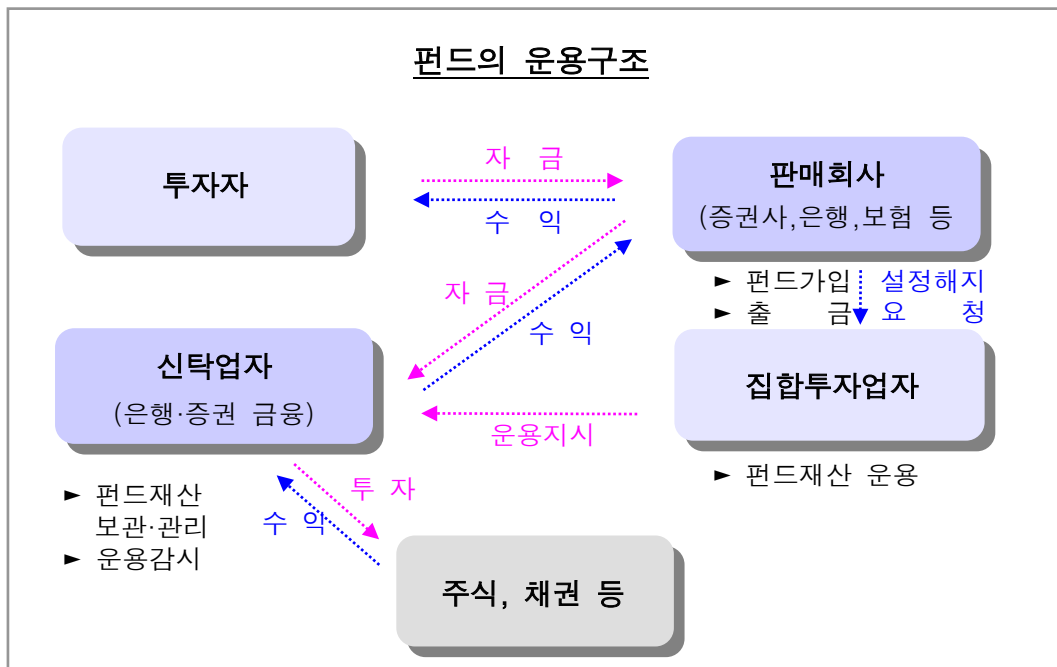 펀드의 운용구조
투자자
자 금
수 익
판매회사
(증권사,은행,보험 등
► 펀드가입
► 출 금
설정해지
요 청
자 금
수 익
신탁업자
(은행·증권 금융)
집합투자업자
운용지시
► 펀드재산 운용
► 펀드재산
보관·관리
► 운용감시
투 자
수 익
주식, 채권 등